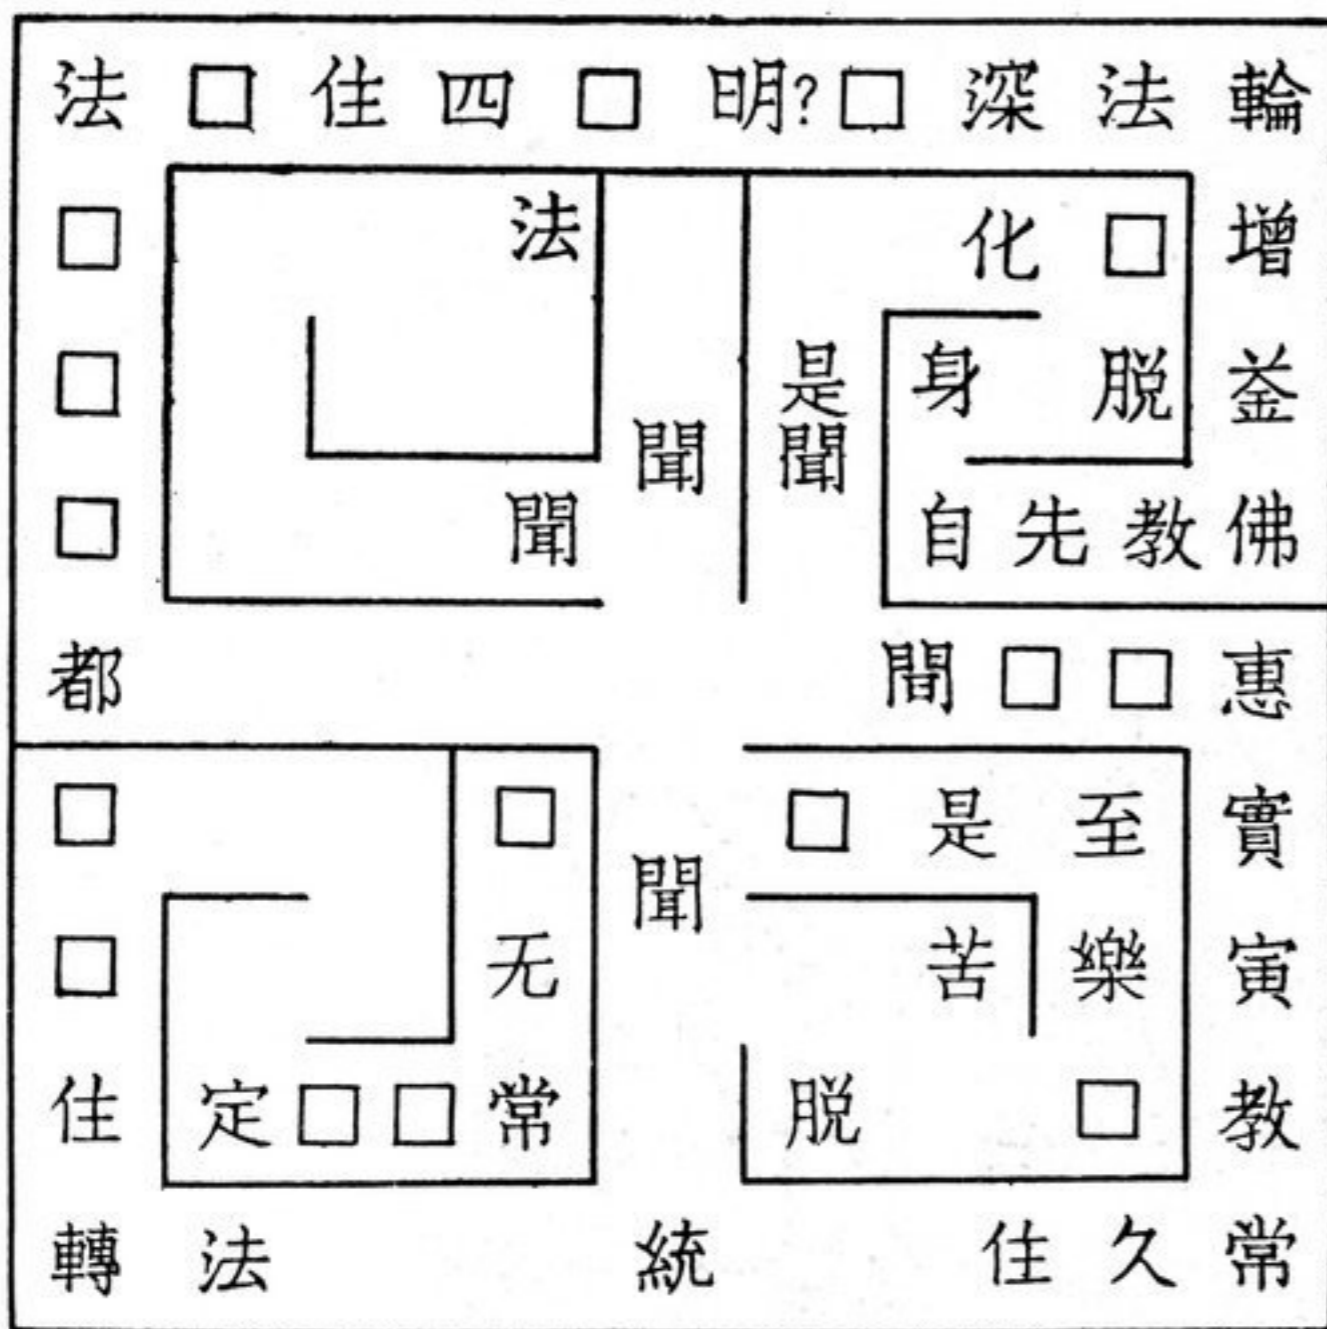 法□住四□明?□深法輪
法化□增
□
是身脱釜
□聞聞
□聞自先教佛
都間□□惠
□□□是至實
聞
□无苦樂寅
住定□□常脱□教
轉法統住久常